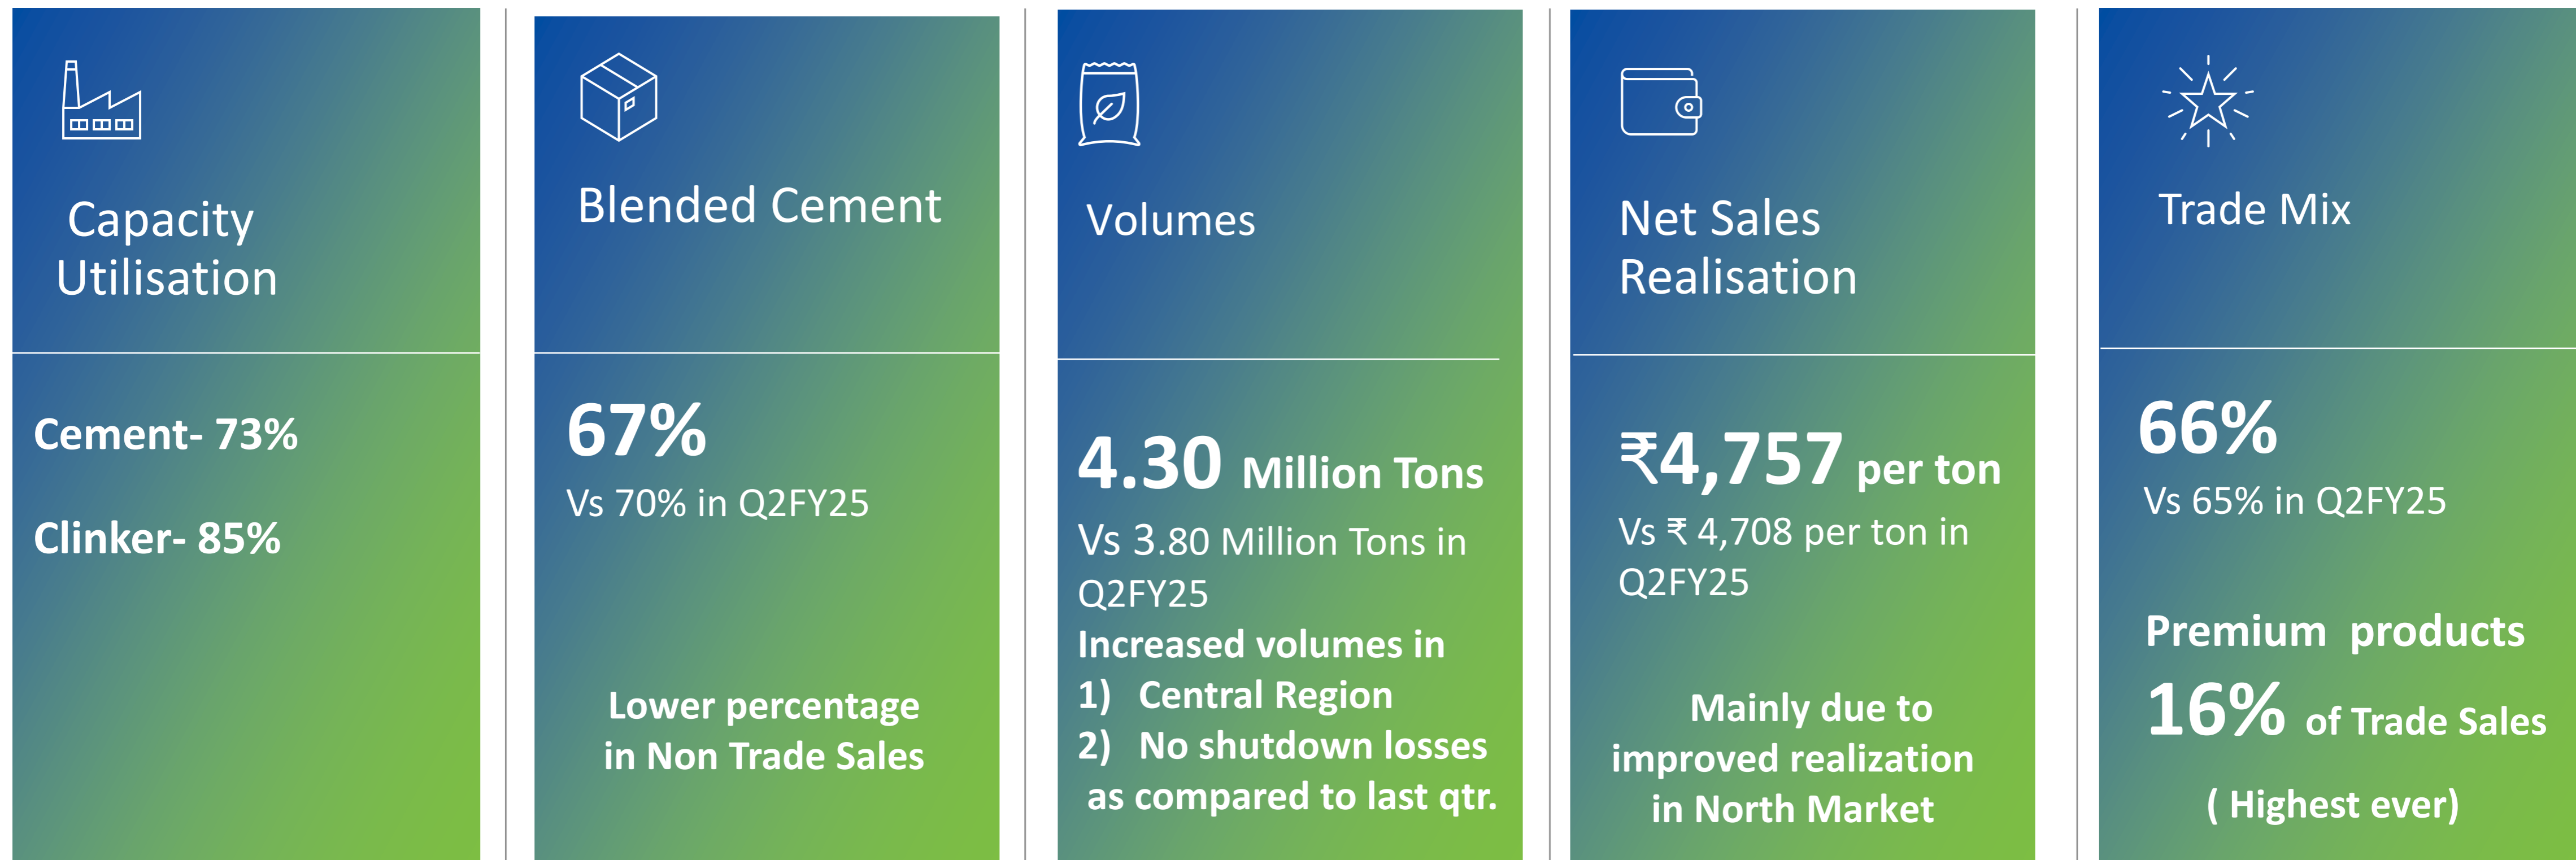 Capacity
Utilisation
Cement- 73%
Clinker- 85%
Blended Cement
67%
Vs 70% in Q2FY25
Lower percentage
in Non Trade Sales
Volumes
4.30 Million Tons
Vs 3.80 Million Tons in
Q2FY25
Increased volumes in
1) Central Region
2) No shutdown losses
as compared to last qtr.
Net Sales
Realisation
₹4,757 per ton
Vs ₹ 4,708 per ton in
Q2FY25
Mainly due to
improved realization
in North Market
Trade Mix
66%
Vs 65% in Q2FY25
Premium products
16% of Trade Sales
( Highest ever)